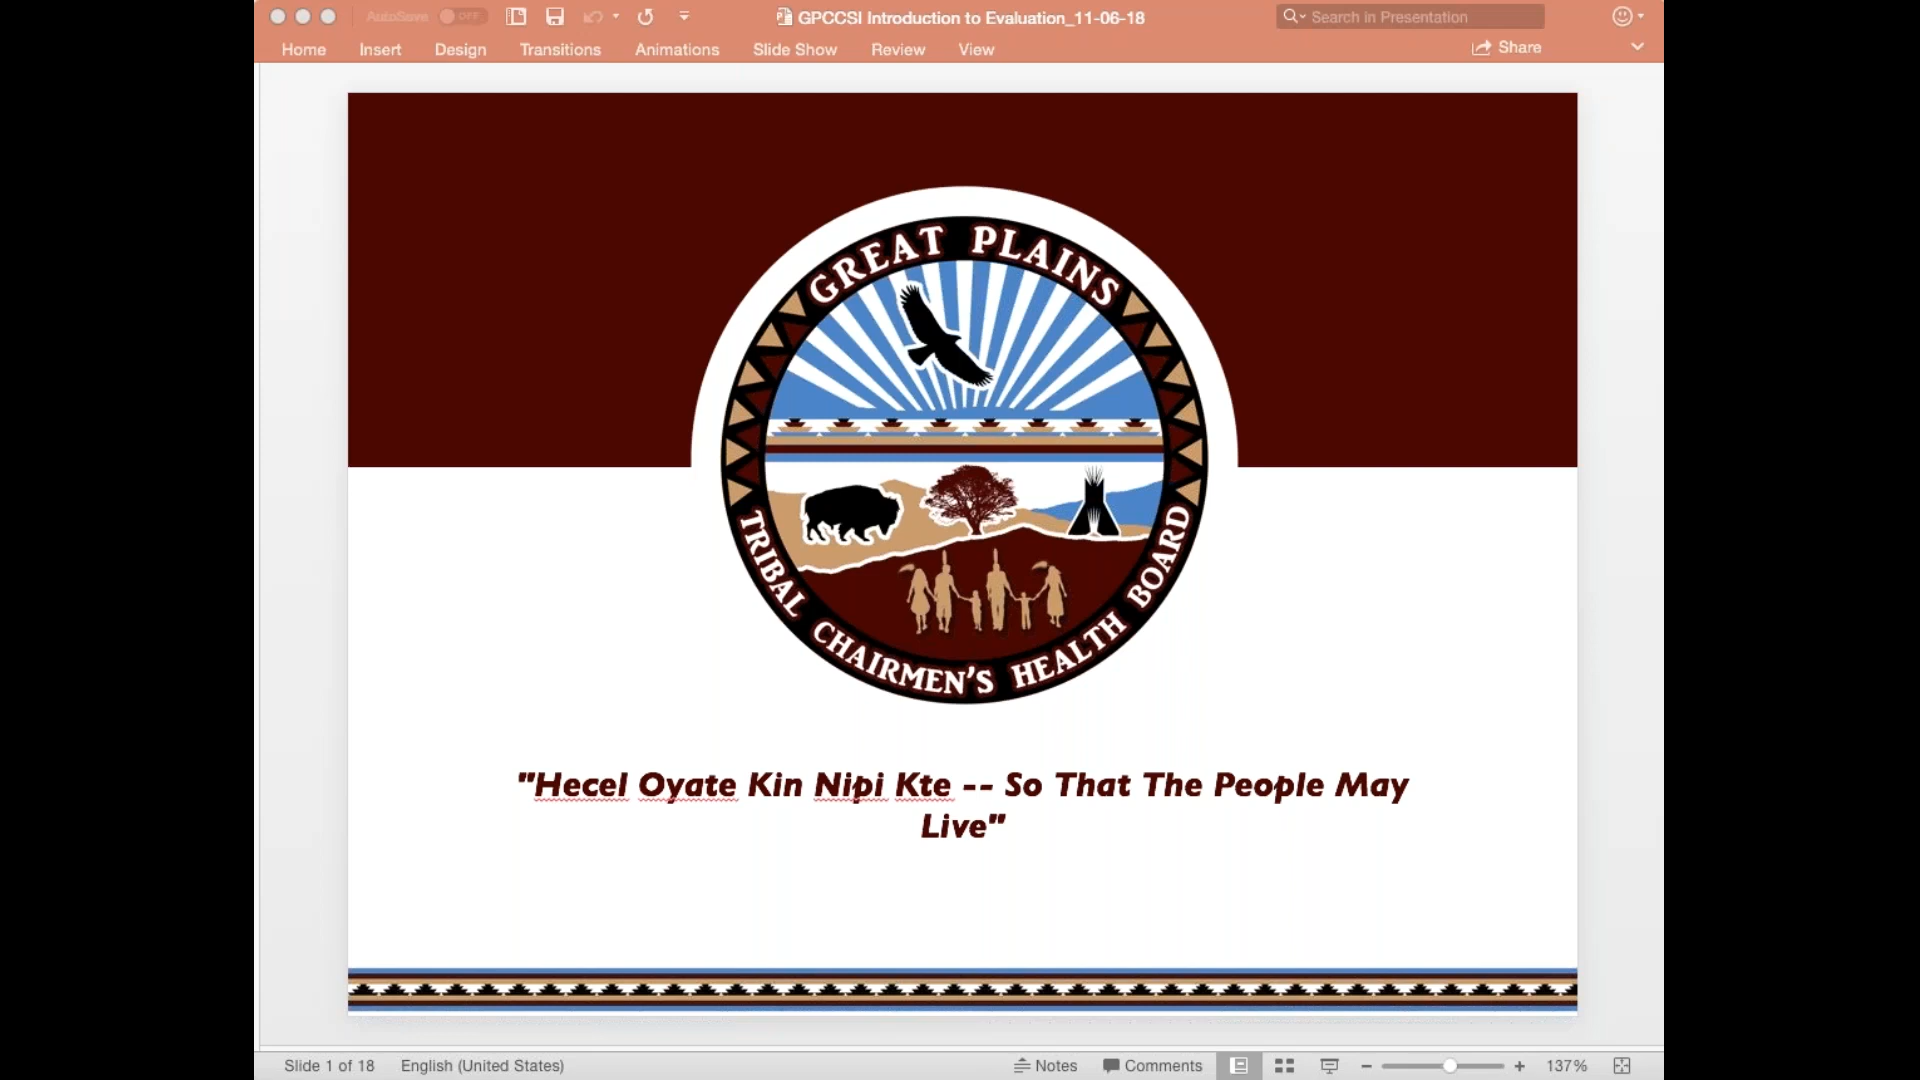 AutoSave OFF
GPCCSI Introduction to Evaluation_11-06-18
Search in Presentation
Home Insert Design Transitions Animations Slide Show Review View
Share
GREAT PLAINS
TRIBAL CHAIRMEN'S HEALTH BOARD
"Hecel Oyate Kin Nipi Kte -- So That The People May
Live"
Slide 1 of 18 English (United States) Notes Comments 137%